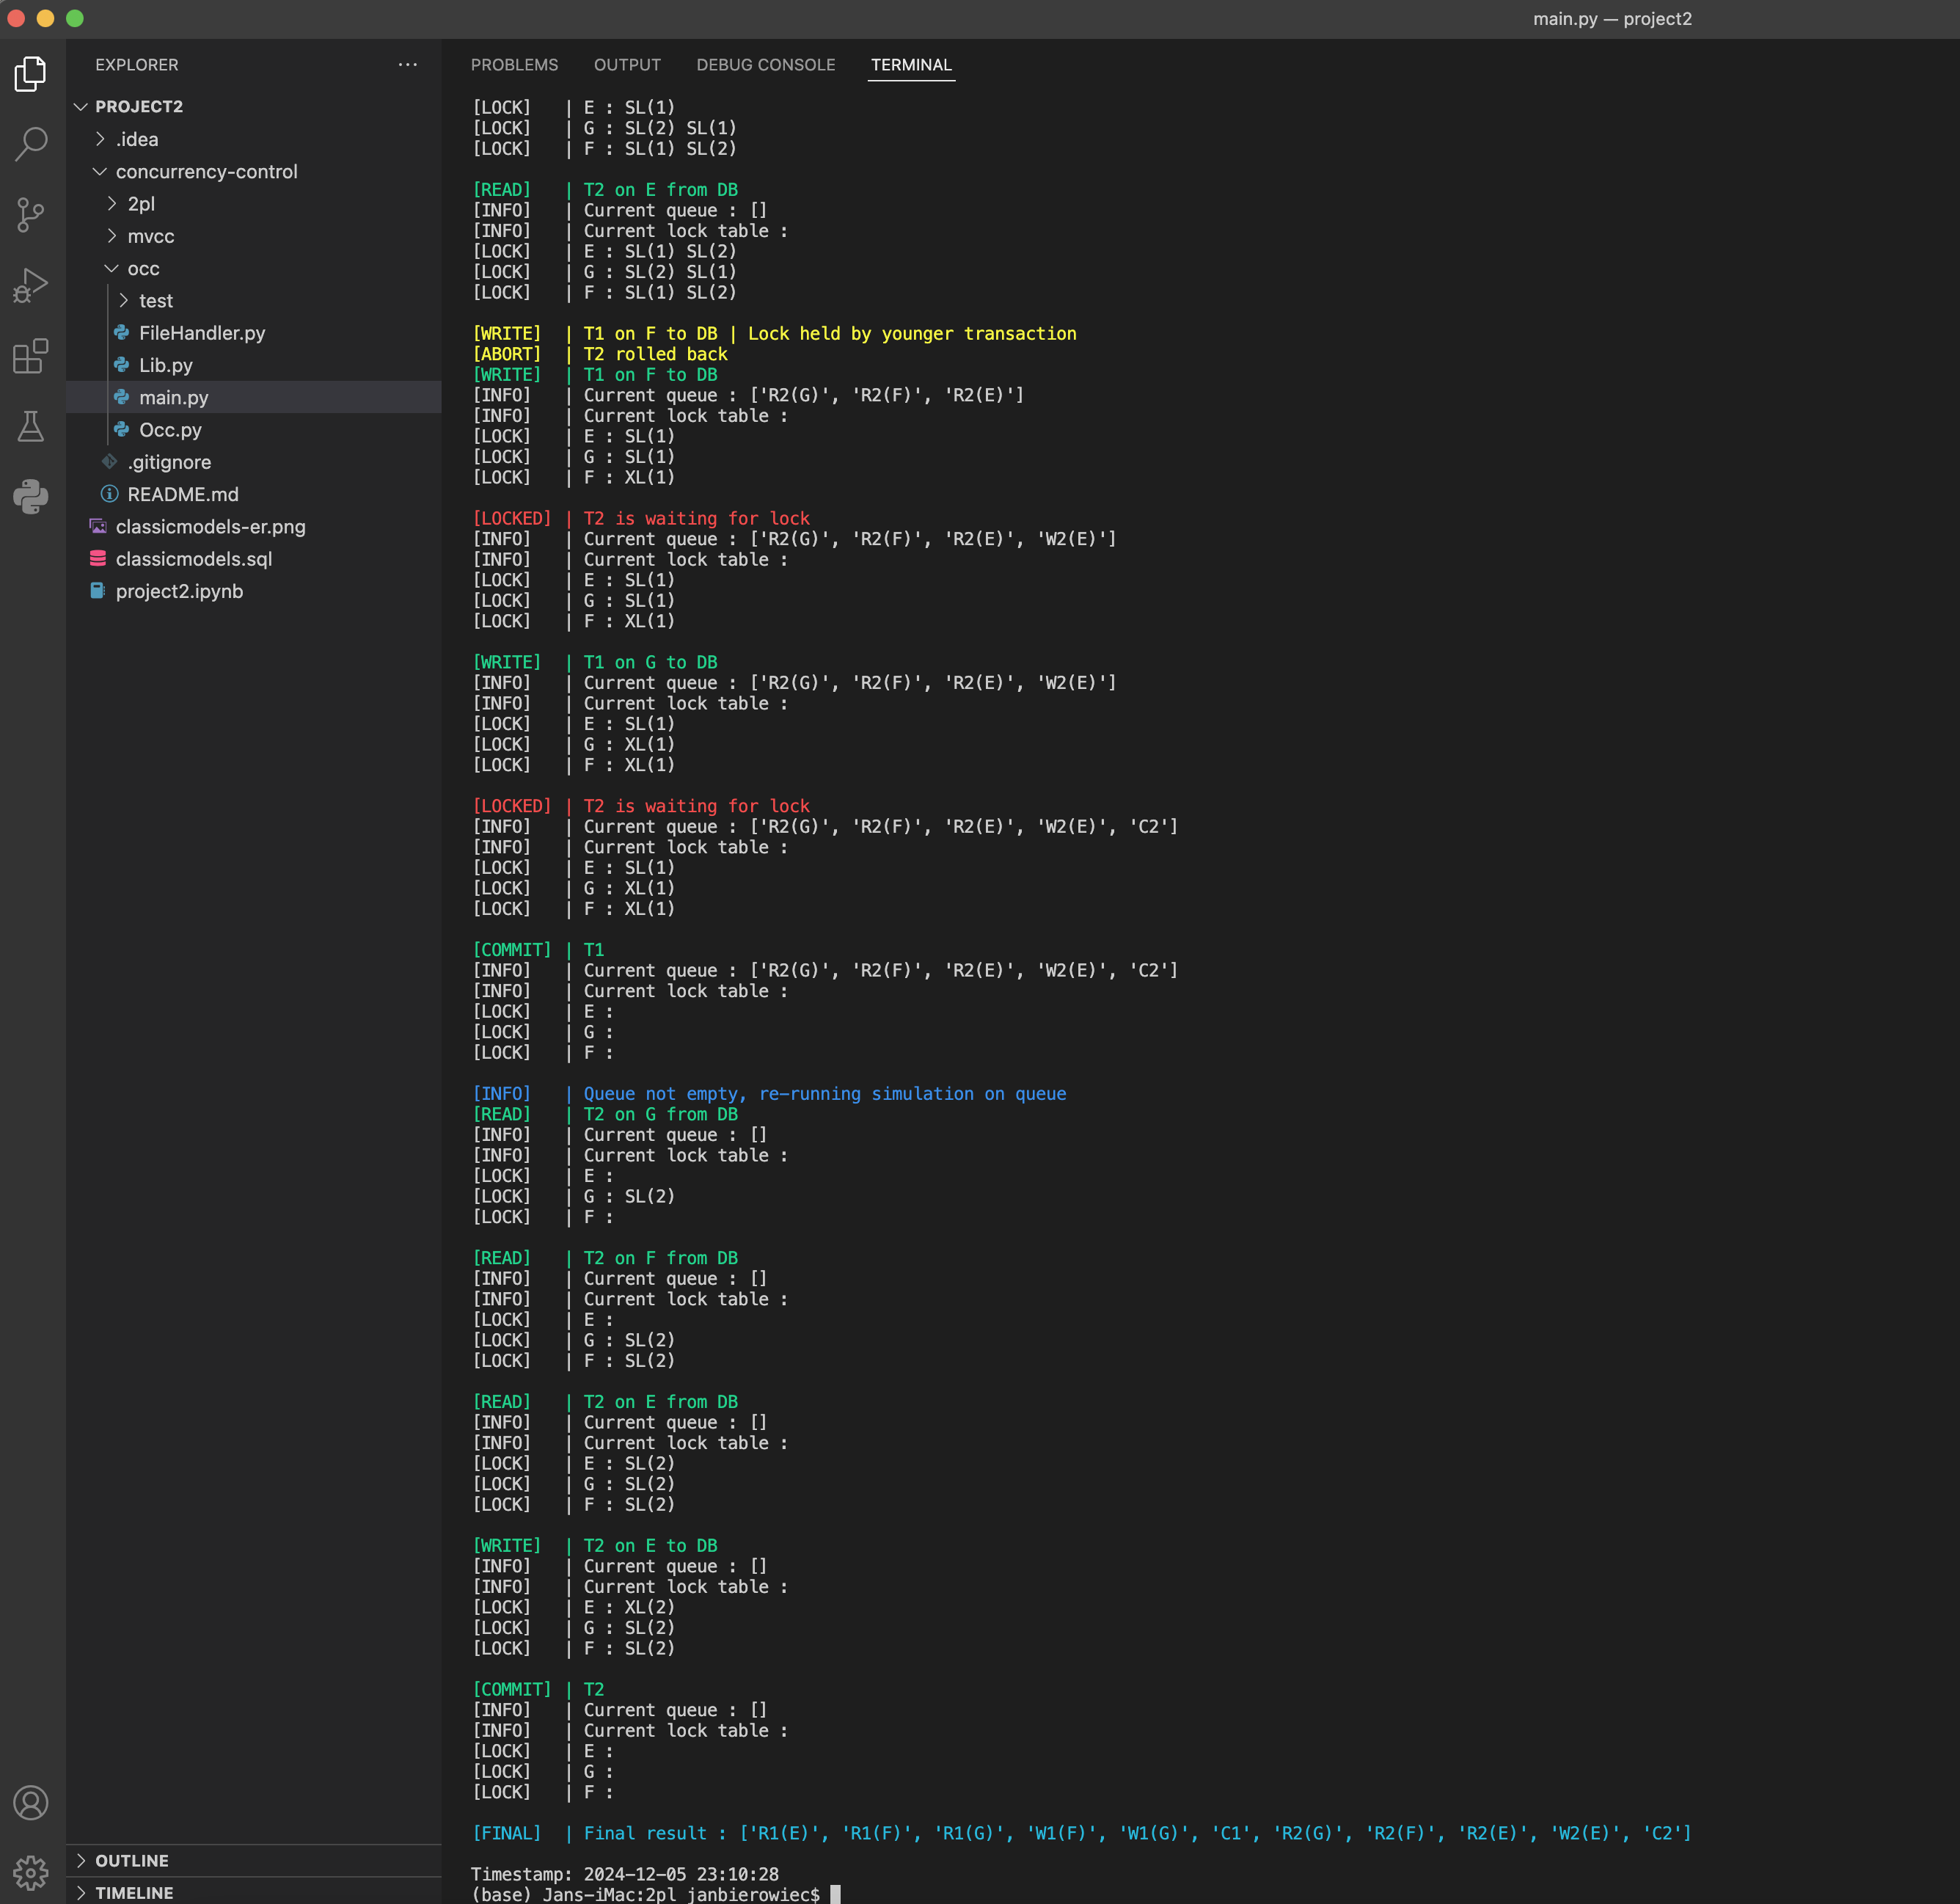 main.py — project2
EXPLORER
PROJECT2
.idea
concurrency-control
2pl
mvcc
occ
test
FileHandler.py
Lib.py
main.py
Occ.py
.gitignore
README.md
classicmodels-er.png
classicmodels.sql
project2.ipynb
OUTLINE
TIMELINE
PROBLEMS OUTPUT DEBUG CONSOLE TERMINAL
[LOCK] | E : SL(1)
[LOCK] | G : SL(2) SL(1)
[LOCK] | F : SL(1) SL(2)
[READ] | T2 on E from DB
[INFO] | Current queue : []
[INFO] | Current lock table :
[LOCK] | E : SL(1) SL(2)
[LOCK] | G : SL(2) SL(1)
[LOCK] | F : SL(1) SL(2)
[WRITE] | T1 on F to DB | Lock held by younger transaction
[ABORT] | T2 rolled back
[WRITE] | T1 on F to DB
[INFO] | Current queue : ['R2(G)', 'R2(F)', 'R2(E)']
[INFO] | Current lock table :
[LOCK] | E : SL(1)
[LOCK] | G : SL(1)
[LOCK] | F : XL(1)
[LOCKED] | T2 is waiting for lock
[INFO] | Current queue : ['R2(G)', 'R2(F)', 'R2(E)', 'W2(E)']
[INFO] | Current lock table :
[LOCK] | E : SL(1)
[LOCK] | G : SL(1)
[LOCK] | F : XL(1)
[WRITE] | T1 on G to DB
[INFO] | Current queue : ['R2(G)', 'R2(F)', 'R2(E)', 'W2(E)']
[INFO] | Current lock table :
[LOCK] | E : SL(1)
[LOCK] | G : XL(1)
[LOCK] | F : XL(1)
[LOCKED] | T2 is waiting for lock
[INFO] | Current queue : ['R2(G)', 'R2(F)', 'R2(E)', 'W2(E)', 'C2']
[INFO] | Current lock table :
[LOCK] | E : SL(1)
[LOCK] | G : XL(1)
[LOCK] | F : XL(1)
[COMMIT] | T1
[INFO] | Current queue : ['R2(G)', 'R2(F)', 'R2(E)', 'W2(E)', 'C2']
[INFO] | Current lock table :
[LOCK] | E :
[LOCK] | G :
[LOCK] | F :
[INFO] | Queue not empty, re-running simulation on queue
[READ] | T2 on G from DB
[INFO] | Current queue : []
[INFO] | Current lock table :
[LOCK] | E :
[LOCK] | G : SL(2)
[LOCK] | F :
[READ] | T2 on F from DB
[INFO] | Current queue : []
[INFO] | Current lock table :
[LOCK] | E :
[LOCK] | G : SL(2)
[LOCK] | F : SL(2)
[READ] | T2 on E from DB
[INFO] | Current queue : []
[INFO] | Current lock table :
[LOCK] | E : SL(2)
[LOCK] | G : SL(2)
[LOCK] | F : SL(2)
[WRITE] | T2 on E to DB
[INFO] | Current queue : []
[INFO] | Current lock table :
[LOCK] | E : XL(2)
[LOCK] | G : SL(2)
[LOCK] | F : SL(2)
[COMMIT] | T2
[INFO] | Current queue : []
[INFO] | Current lock table :
[LOCK] | E :
[LOCK] | G :
[LOCK] | F :
[FINAL] | Final result : ['R1(E)', 'R1(F)', 'R1(G)', 'W1(F)', 'W1(G)', 'C1', 'R2(G)', 'R2(F)', 'R2(E)', 'W2(E)', 'C2']
Timestamp: 2024-12-05 23:10:28
(base) Jans-iMac:2pl janbierowiec$